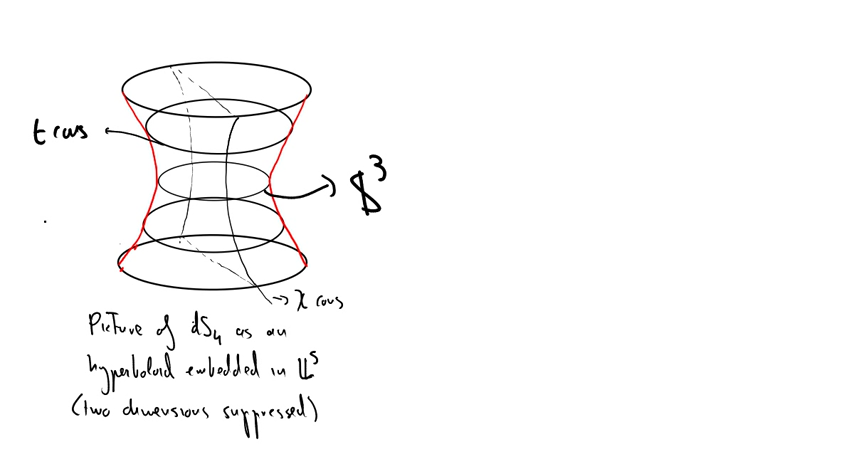 t cons
S³
χ cons
Picture of dS₄ as an
hyperboloid embedded in 𝕃⁵
(two dimensions suppressed)